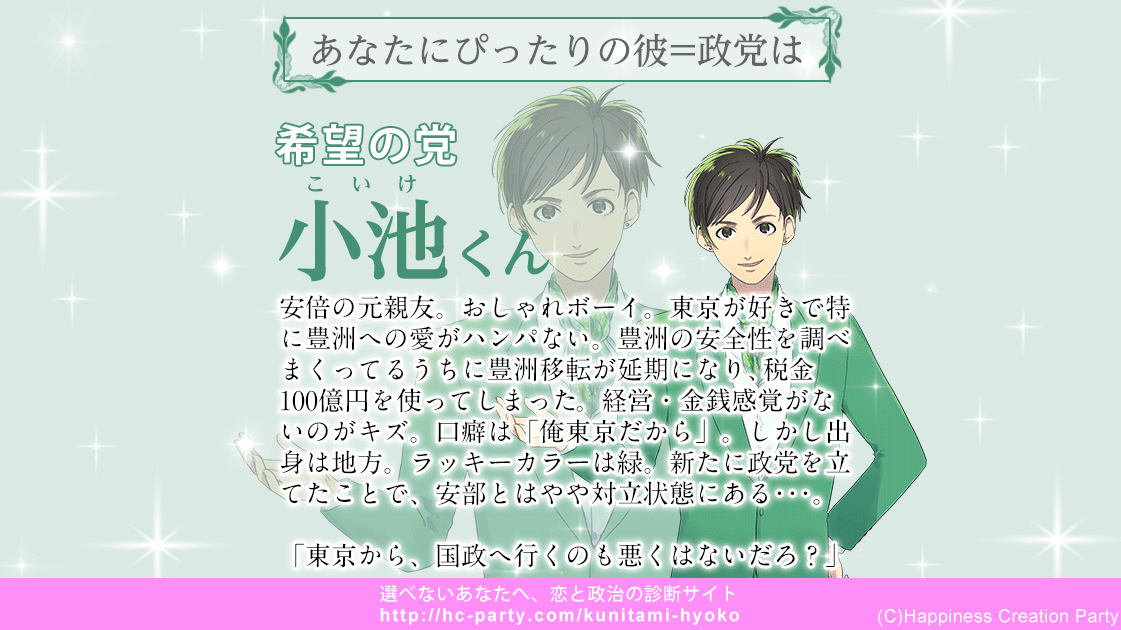 あなたにぴったりの彼=政党は
希望の党
こいけ
小池くん
安倍の元親友。おしゃれボーイ。東京が好きで特
に豊洲への愛がハンパない。豊洲の安全性を調べ
まくってるうちに豊洲移転が延期になり、税金
100億円を使ってしまった。経営・金銭感覚がな
いのがキズ。口癖は「俺東京だから」。しかし出
身は地方。ラッキーカラーは緑。新たに政党を立
てたことで、安部とはやや対立状態にある･･･。
「東京から、国政へ行くのも悪くはないだろ？」
選べないあなたへ、恋と政治の診断サイト
http://hc-party.com/kunitami-hyoko
(C)Happiness Creation Party